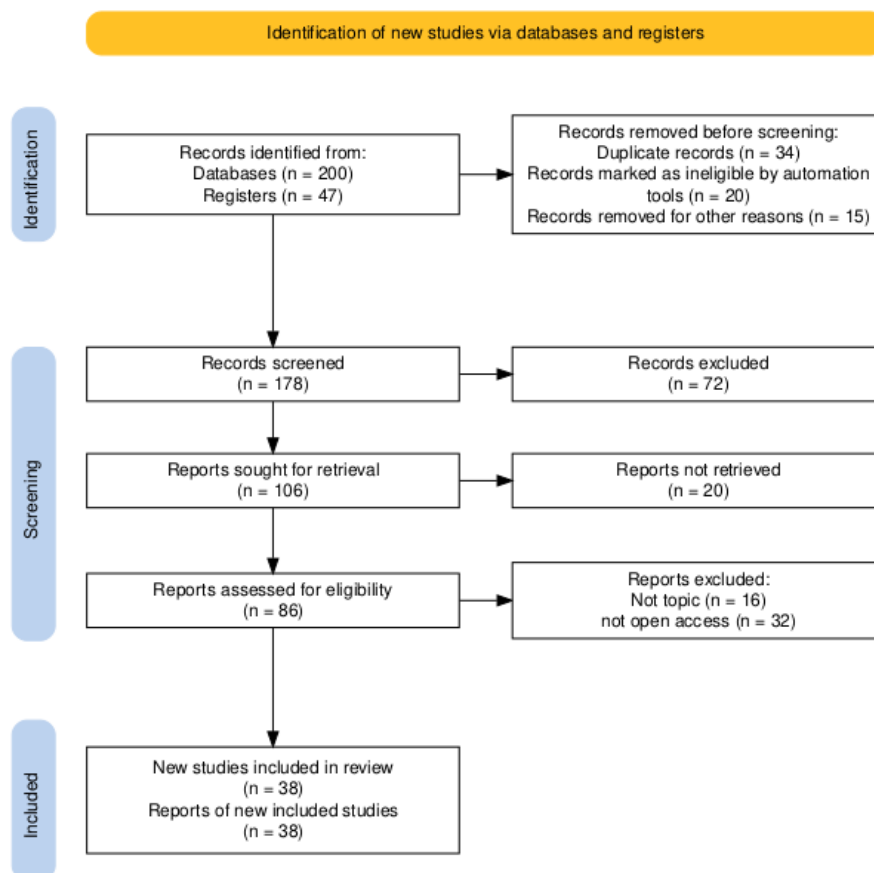 Identification of new studies via databases and registers
Identification
Records identified from:
Databases (n = 200)
Registers (n = 47)
Records removed before screening:
Duplicate records (n = 34)
Records marked as ineligible by automation
tools (n = 20)
Records removed for other reasons (n = 15)
Screening
Records screened
(n = 178)
Records excluded
(n = 72)
Reports sought for retrieval
(n = 106)
Reports not retrieved
(n = 20)
Reports assessed for eligibility
(n = 86)
Reports excluded:
Not topic (n = 16)
not open access (n = 32)
Included
New studies included in review
(n = 38)
Reports of new included studies
(n = 38)